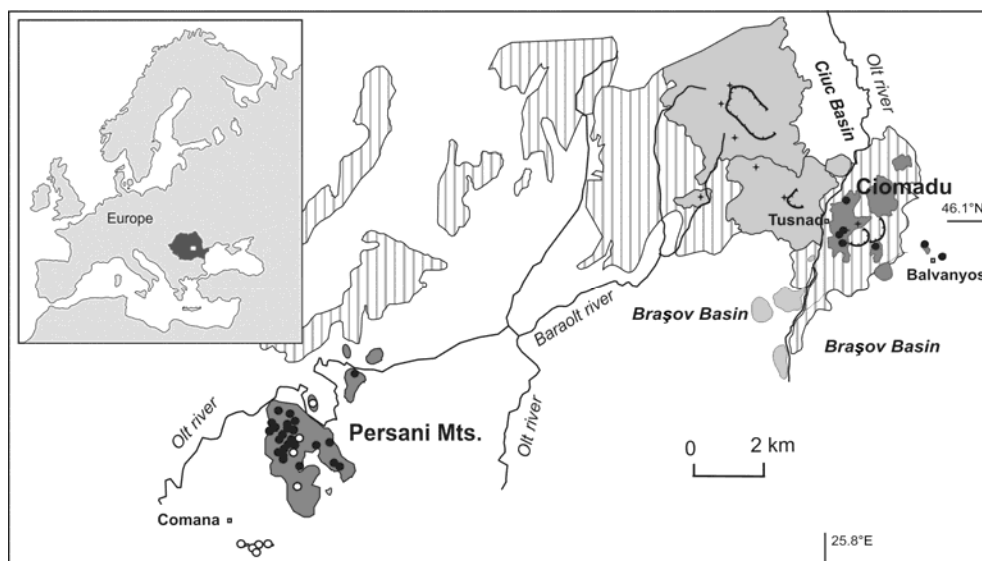 Europe
Olt river
Ciuc Basin
Ciomadu
46.1°N
Tusnad
Balvanyos
Braşov Basin
Braşov Basin
Baraolt river
Olt river
Olt river
Persani Mts.
0 2 km
Comana
25.8°E